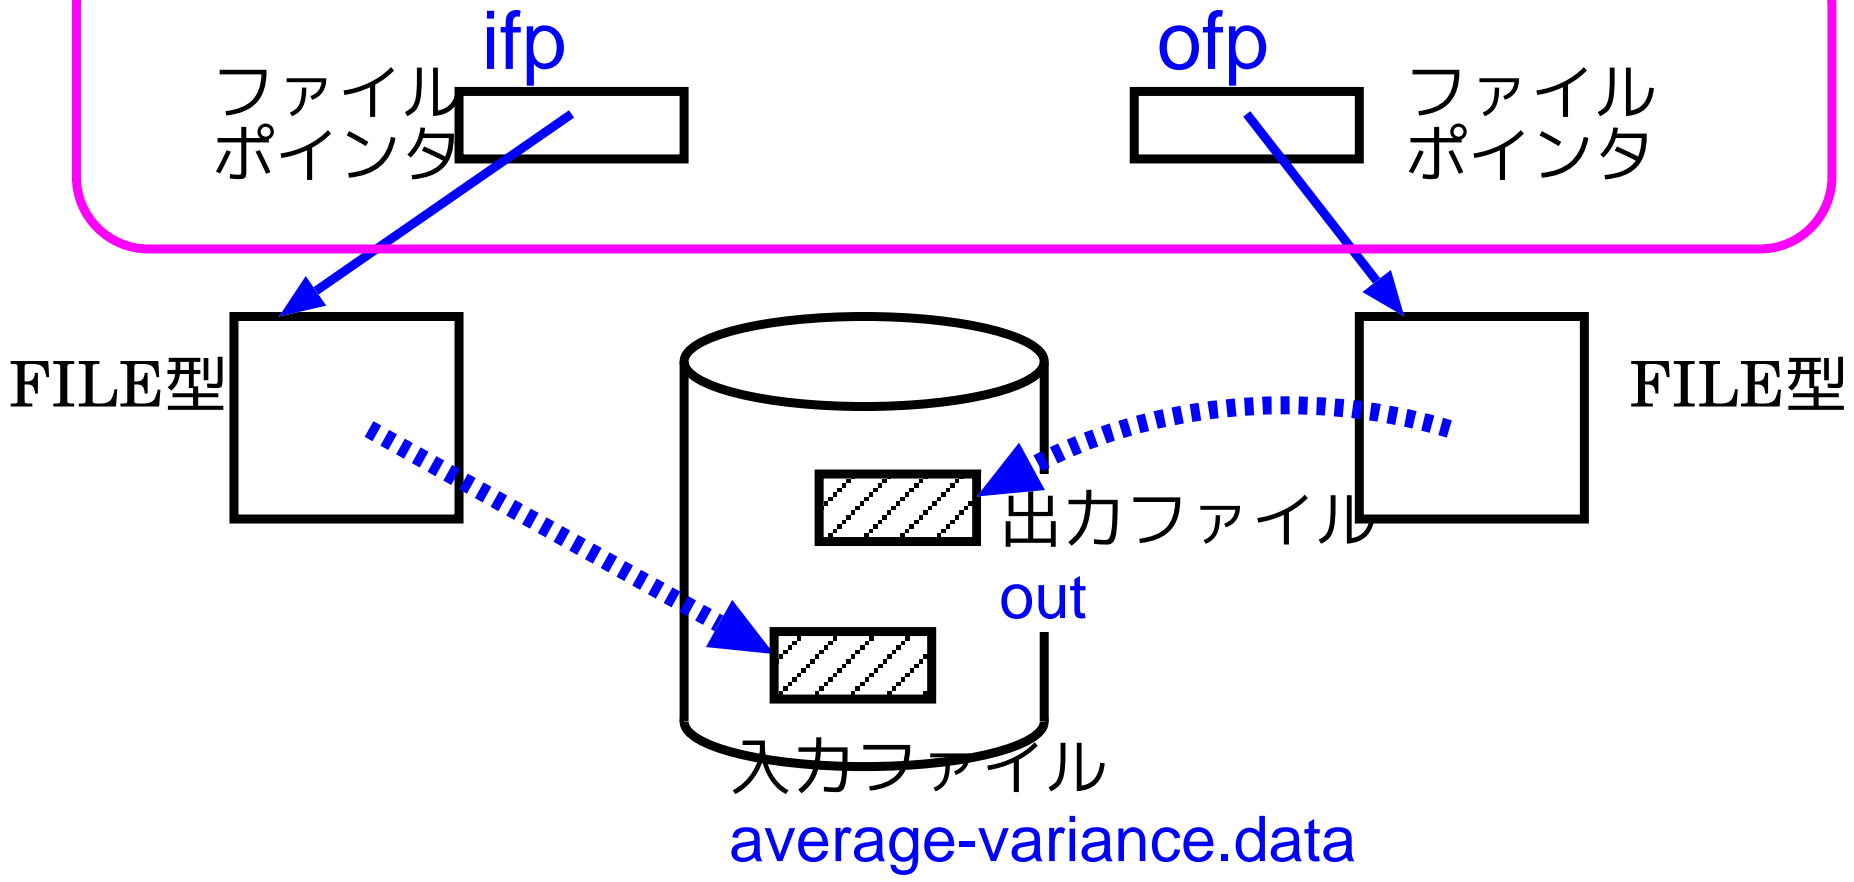 ifp
ofp
ファイル
ポインタ
ファイル
ポインタ
FILE型
FILE型
出力ファイル
out
入力ファイル
average-variance.data